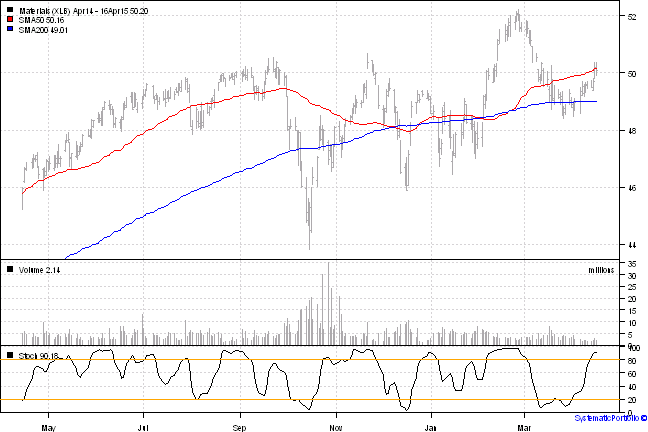 Materials (XLB) Apr14 - 16Apr15 50.20
SMA50 50.16
SMA200 49.01
52
50
48
46
44
Volume 2.14
millions
35
30
25
20
15
10
5
0
Stoch 90.18
100
80
60
40
20
0
May Jul Sep Nov Jan Mar
SystematicPortfolio ©